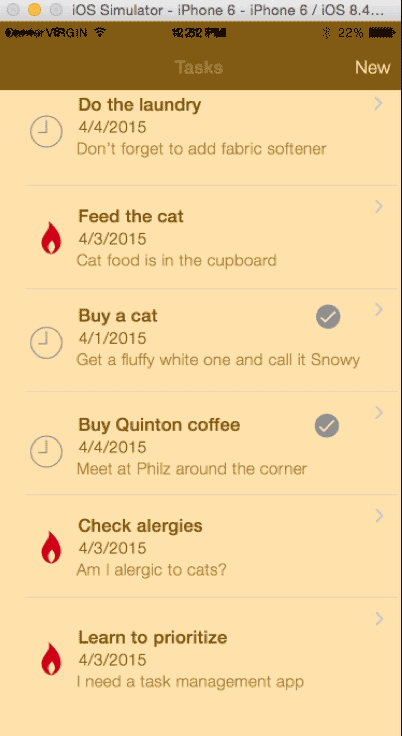 iOS Simulator - iPhone 6 - iPhone 6 / iOS 8.4...
VIRGIN
22%
Tasks
New
Do the laundry
4/4/2015
Don't forget to add fabric softener
Feed the cat
4/3/2015
Cat food is in the cupboard
Buy a cat
4/1/2015
Get a fluffy white one and call it Snowy
Buy Quinton coffee
4/4/2015
Meet at Philz around the corner
Check alergies
4/3/2015
Am I alergic to cats?
Learn to prioritize
4/3/2015
I need a task management app